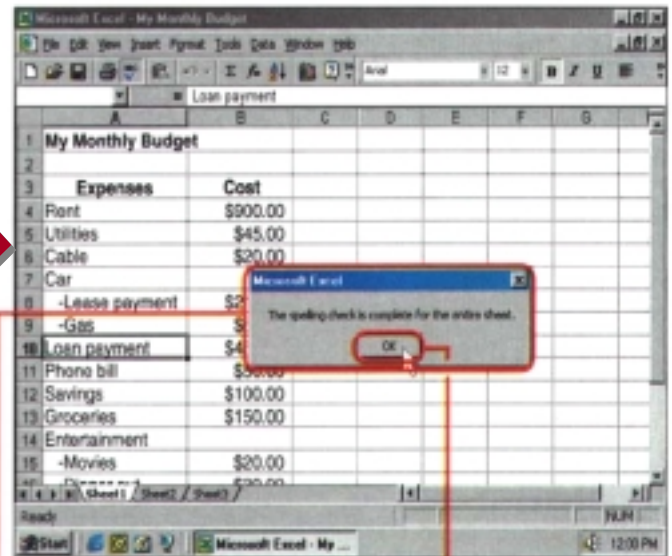 Microsoft Excel - My Monthly Budget
File Edit View Insert Format Tools Data Window Help
Arial 12 B I U
= Loan payment
A B C D E F G
1 My Monthly Budget
2
3 Expenses Cost
4 Rent $900.00
5 Utilities $45.00
6 Cable $20.00
7 Car
8 -Lease payment $2
9 -Gas $
10 Loan payment $4
11 Phone bill
12 Savings $100.00
13 Groceries $150.00
14 Entertainment
15 -Movies $20.00
Microsoft Excel
The spelling check is complete for the entire sheet.
OK
Sheet1 Sheet2 Sheet3
Ready NUM
Start Microsoft Excel - My ... 12:00 PM